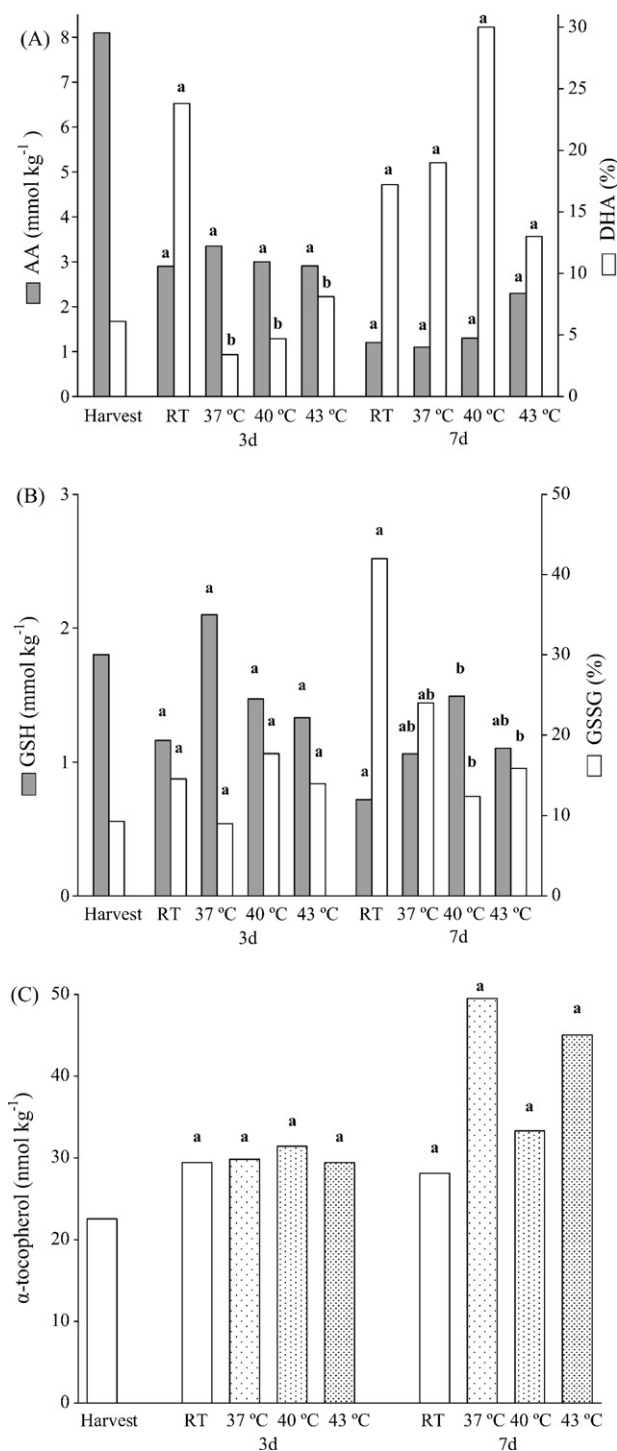 (A)
AA (mmol kg⁻¹)
8
7
6
5
4
3
2
1
0
a
a
a
b
a
b
a
b
a
a
a
a
a
a
a
a
30
25
20
15
10
5
0
DHA (%)
Harvest RT 37 ºC 40 ºC 43 ºC RT 37 ºC 40 ºC 43 ºC
3d 7d
(B)
GSH (mmol kg⁻¹)
3
2
1
0
a
a
a
a
a
a
a
a
a
a
ab
ab
b
b
ab
b
50
40
30
20
10
0
GSSG (%)
Harvest RT 37 ºC 40 ºC 43 ºC RT 37 ºC 40 ºC 43 ºC
3d 7d
(C)
α-tocopherol (nmol kg⁻¹)
50
40
30
20
10
0
a a a a a a a a
Harvest RT 37 ºC 40 ºC 43 ºC RT 37 ºC 40 ºC 43 ºC
3d 7d